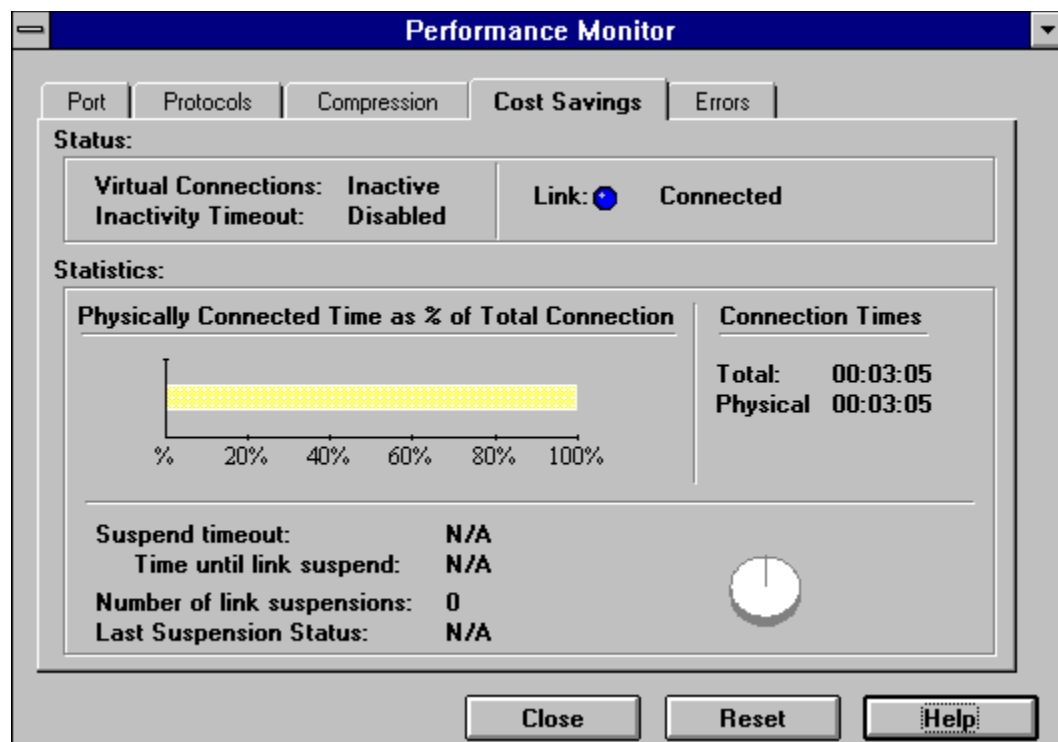 Performance Monitor
Port Protocols Compression Cost Savings Errors
Status:
Virtual Connections: Inactive
Inactivity Timeout: Disabled
Link: Connected
Statistics:
Physically Connected Time as % of Total Connection
% 20% 40% 60% 80% 100%
Connection Times
Total: 00:03:05
Physical 00:03:05
Suspend timeout: N/A
Time until link suspend: N/A
Number of link suspensions: 0
Last Suspension Status: N/A
Close Reset Help